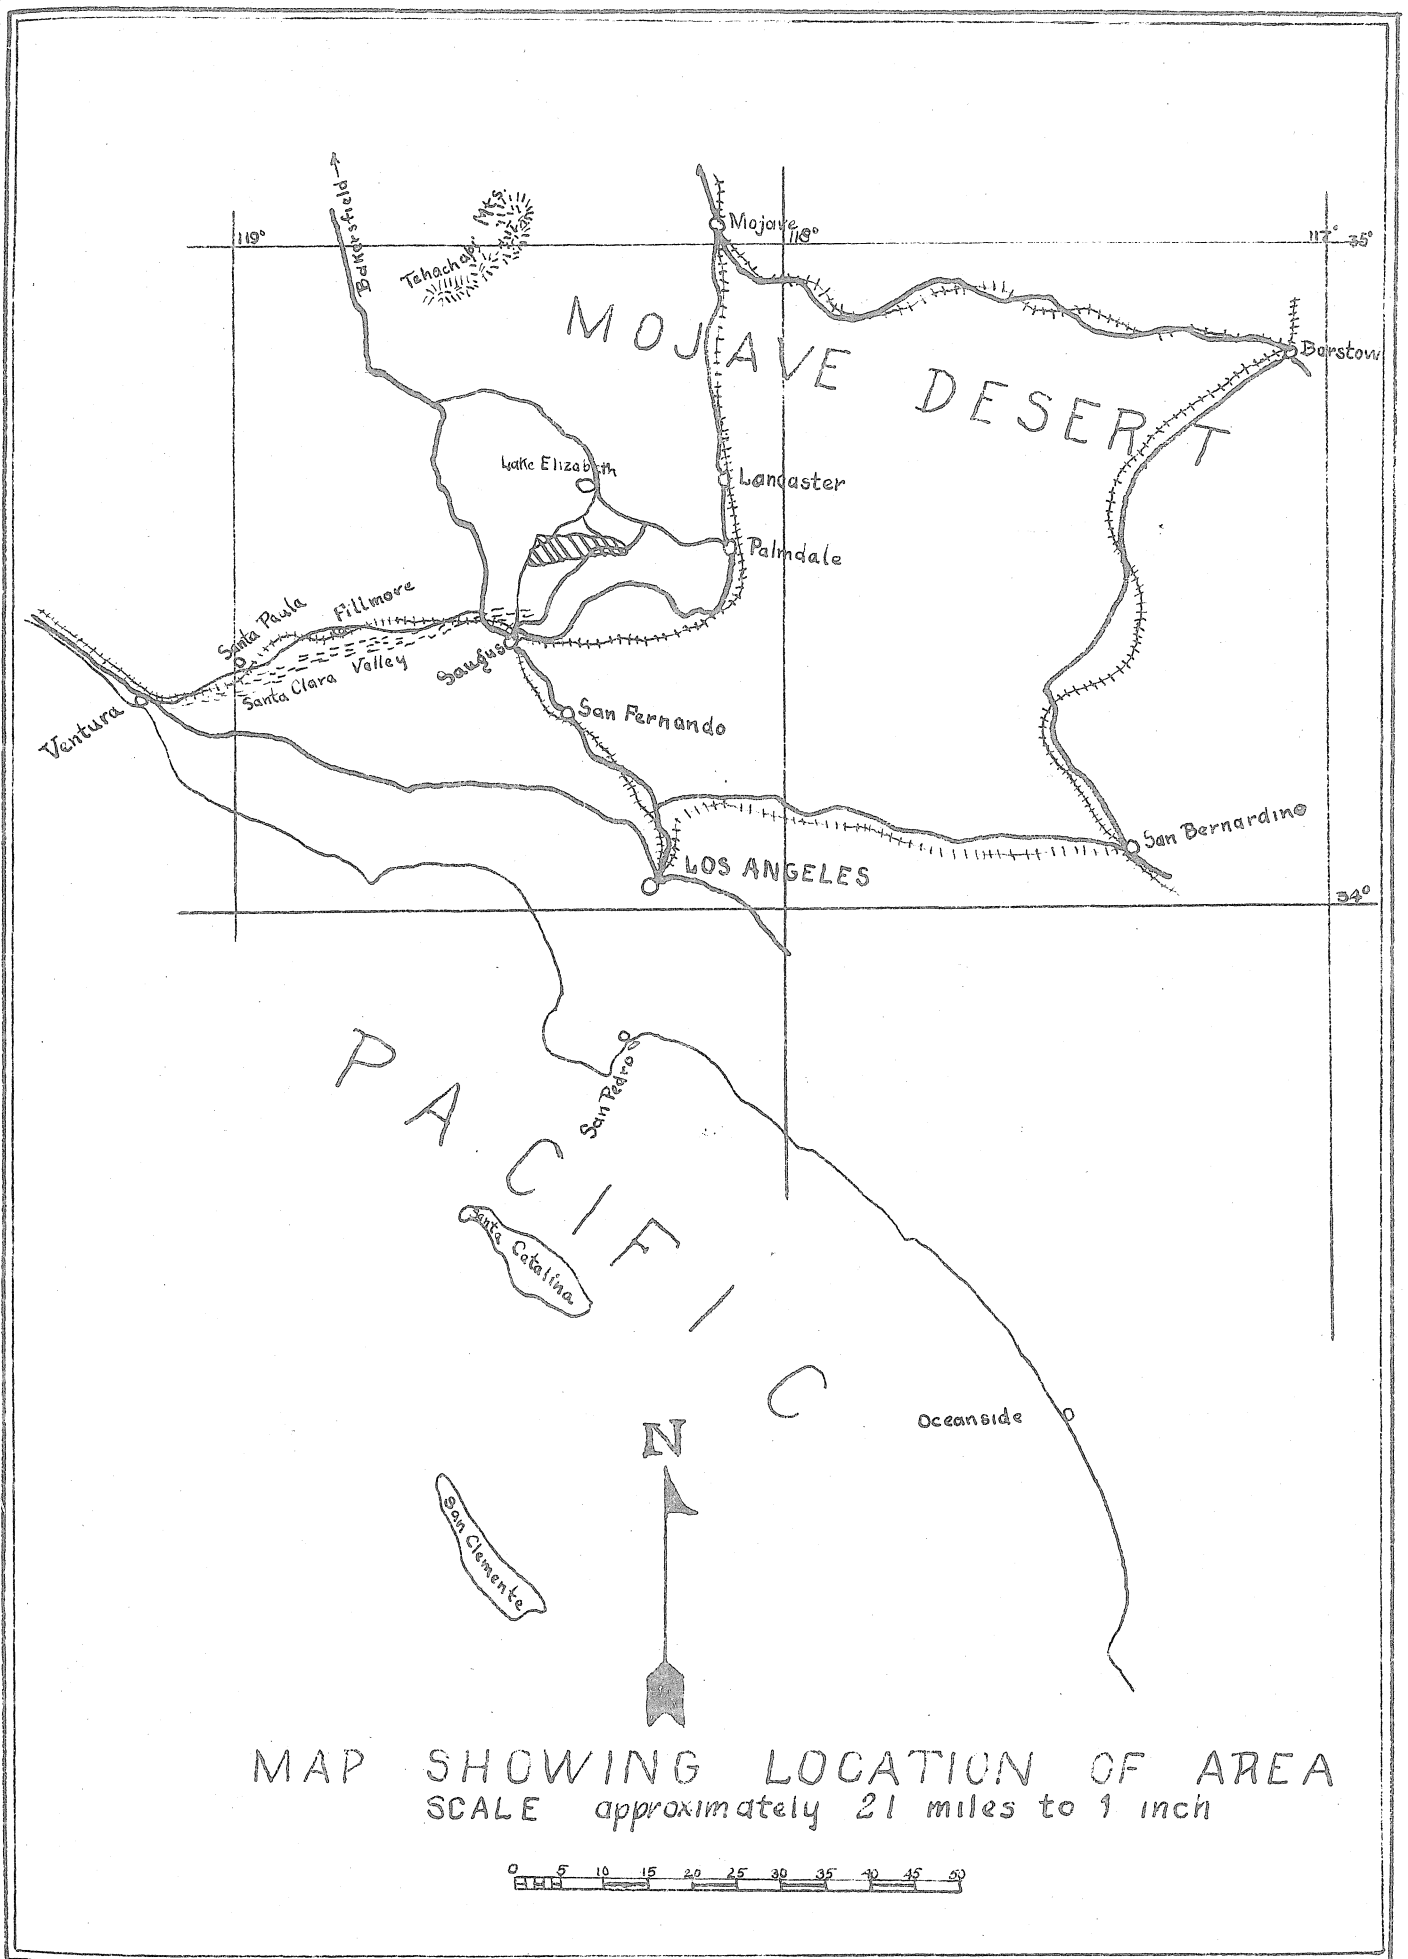 Bakersfield
Tehachapi Mts.
Mojave
119°
118°
117°
35°
MOJAVE DESERT
Barstow
Lake Elizabeth
Lancaster
Palmdale
Santa Paula
Fillmore
Santa Clara Valley
Saugus
Ventura
San Fernando
San Bernardino
LOS ANGELES
34°
PACIFIC
San Pedro
Santa Catalina
Oceanside
N
San Clemente
MAP SHOWING LOCATION OF AREA
SCALE approximately 21 miles to 1 inch
0 5 10 15 20 25 30 35 40 45 50